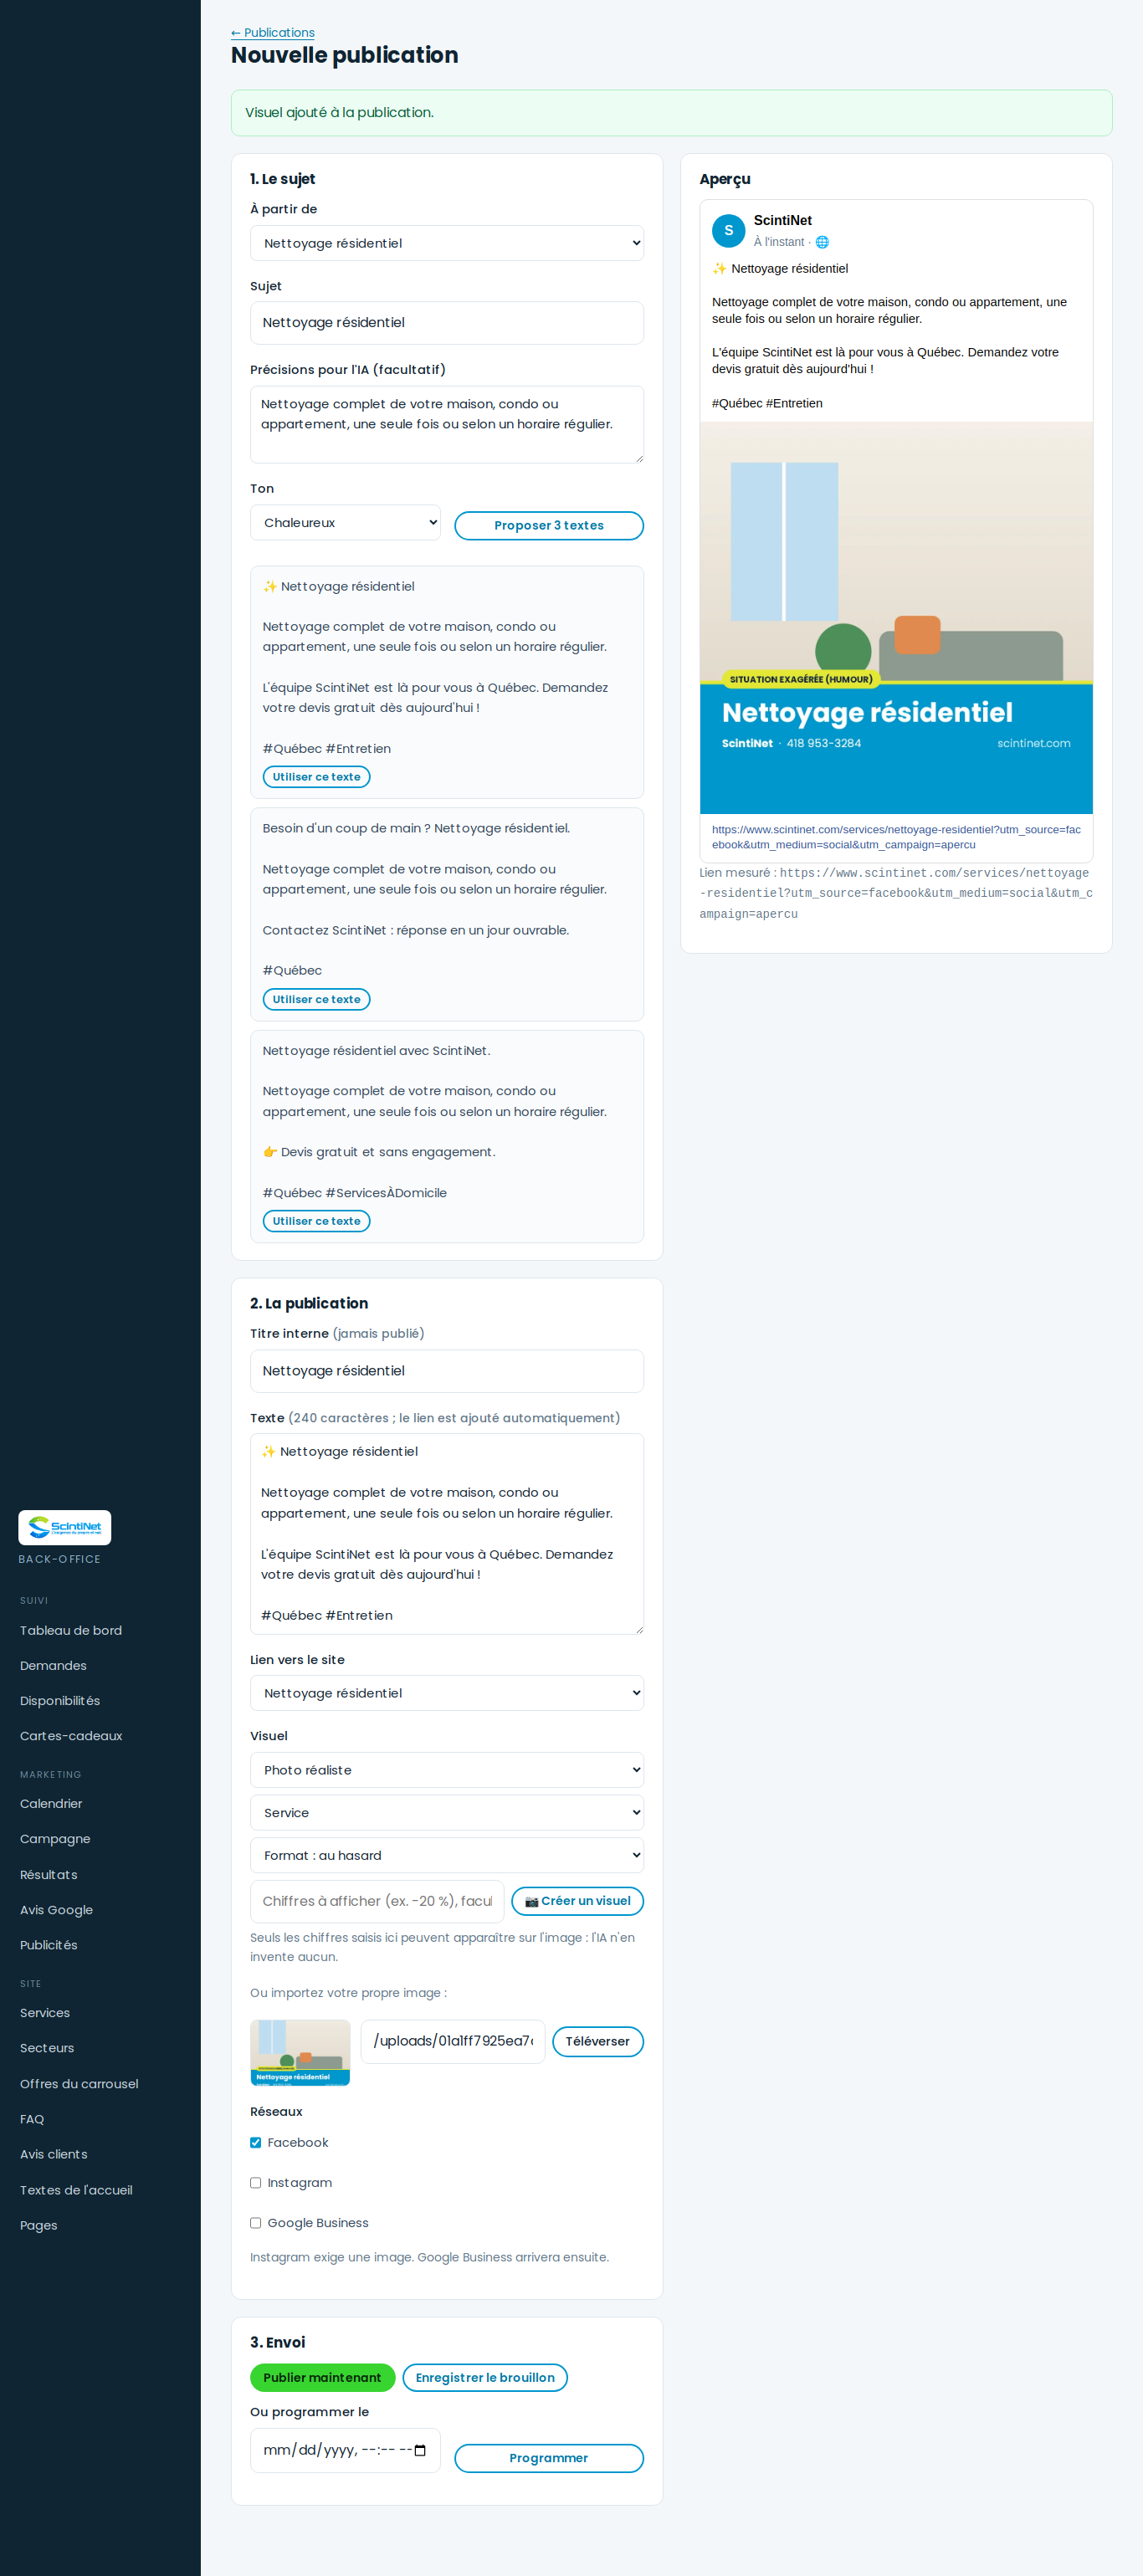 ← Publications
Nouvelle publication
Visuel ajouté à la publication.
1. Le sujet
À partir de
Nettoyage résidentiel
Sujet
Nettoyage résidentiel
Précisions pour l'IA (facultatif)
Nettoyage complet de votre maison, condo ou
appartement, une seule fois ou selon un horaire régulier.
Ton
Chaleureux
Proposer 3 textes
✨ Nettoyage résidentiel
Nettoyage complet de votre maison, condo ou
appartement, une seule fois ou selon un horaire régulier.
L'équipe ScintiNet est là pour vous à Québec. Demandez
votre devis gratuit dès aujourd'hui !
#Québec #Entretien
Utiliser ce texte
Besoin d'un coup de main ? Nettoyage résidentiel.
Nettoyage complet de votre maison, condo ou
appartement, une seule fois ou selon un horaire régulier.
Contactez ScintiNet : réponse en un jour ouvrable.
#Québec
Utiliser ce texte
Nettoyage résidentiel avec ScintiNet.
Nettoyage complet de votre maison, condo ou
appartement, une seule fois ou selon un horaire régulier.
👉 Devis gratuit et sans engagement.
#Québec #ServicesÀDomicile
Utiliser ce texte
Aperçu
S
ScintiNet
À l'instant · 🌐
✨ Nettoyage résidentiel
Nettoyage complet de votre maison, condo ou appartement, une
seule fois ou selon un horaire régulier.
L'équipe ScintiNet est là pour vous à Québec. Demandez votre
devis gratuit dès aujourd'hui !
#Québec #Entretien
SITUATION EXAGÉRÉE (HUMOUR)
Nettoyage résidentiel
ScintiNet · 418 953-3284
scintinet.com
https://www.scintinet.com/services/nettoyage-residentiel?utm_source=fac
ebook&utm_medium=social&utm_campaign=apercu
Lien mesuré : https://www.scintinet.com/services/nettoyage
-residentiel?utm_source=facebook&utm_medium=social&utm_c
ampaign=apercu
2. La publication
Titre interne (jamais publié)
Nettoyage résidentiel
Texte (240 caractères ; le lien est ajouté automatiquement)
✨ Nettoyage résidentiel
Nettoyage complet de votre maison, condo ou
appartement, une seule fois ou selon un horaire régulier.
L'équipe ScintiNet est là pour vous à Québec. Demandez
votre devis gratuit dès aujourd'hui !
#Québec #Entretien
Lien vers le site
Nettoyage résidentiel
Visuel
Photo réaliste
Service
Format : au hasard
Chiffres à afficher (ex. -20 %), facul
📷 Créer un visuel
Seuls les chiffres saisis ici peuvent apparaître sur l'image : l'IA n'en
invente aucun.
Ou importez votre propre image :
Nettoyage résidentiel
/uploads/01a1ff7925ea7c
Téléverser
Réseaux
Facebook
Instagram
Google Business
Instagram exige une image. Google Business arrivera ensuite.
3. Envoi
Publier maintenant
Enregistrer le brouillon
Ou programmer le
mm/dd/yyyy, --:-- --
Programmer
ScintiNet
BACK-OFFICE
SUIVI
Tableau de bord
Demandes
Disponibilités
Cartes-cadeaux
MARKETING
Calendrier
Campagne
Résultats
Avis Google
Publicités
SITE
Services
Secteurs
Offres du carrousel
FAQ
Avis clients
Textes de l'accueil
Pages